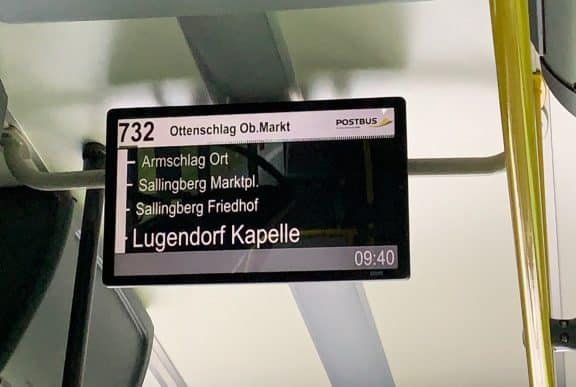 732 Ottenschlag Ob.Markt POSTBUS
Armschlag Ort
Sallingberg Marktpl.
Sallingberg Friedhof
Lugendorf Kapelle
09:40